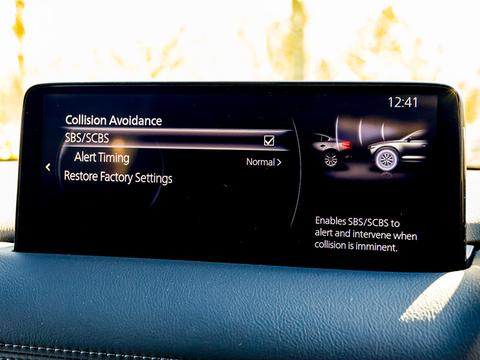 12:41
Collision Avoidance
SBS/SCBS
Alert Timing
Normal
Restore Factory Settings
Enables SBS/SCBS to
alert and intervene when
collision is imminent.